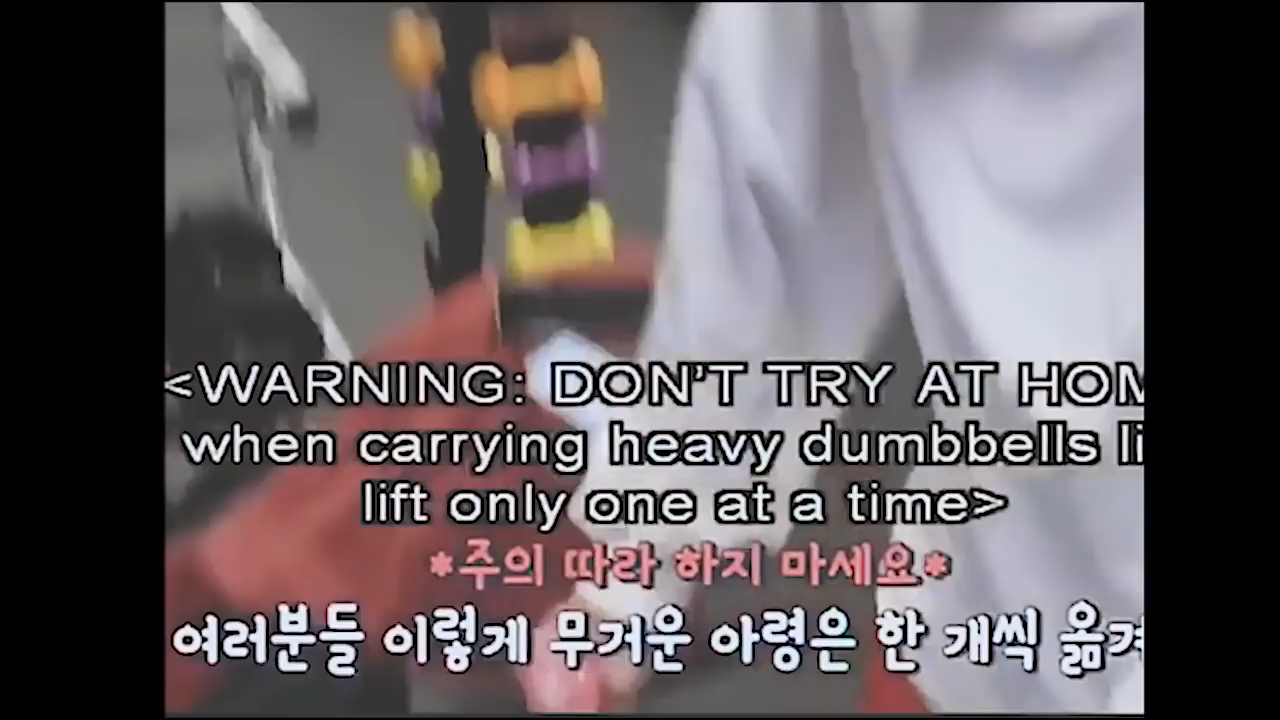 <WARNING: DON'T TRY AT HOM
when carrying heavy dumbbells li
lift only one at a time>
*주의 따라 하지 마세요*
여러분들 이렇게 무거운 아령은 한 개씩 옮겨